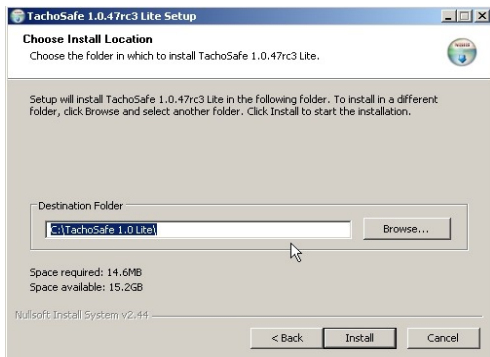 TachoSafe 1.0.47rc3 Lite Setup
Choose Install Location
Choose the folder in which to install TachoSafe 1.0.47rc3 Lite.
Setup will install TachoSafe 1.0.47rc3 Lite in the following folder. To install in a different
folder, click Browse and select another folder. Click Install to start the installation.
Destination Folder
C:\TachoSafe 1.0 Lite\
Browse...
Space required: 14.6MB
Space available: 15.2GB
Nullsoft Install System v2.44
< Back
Install
Cancel